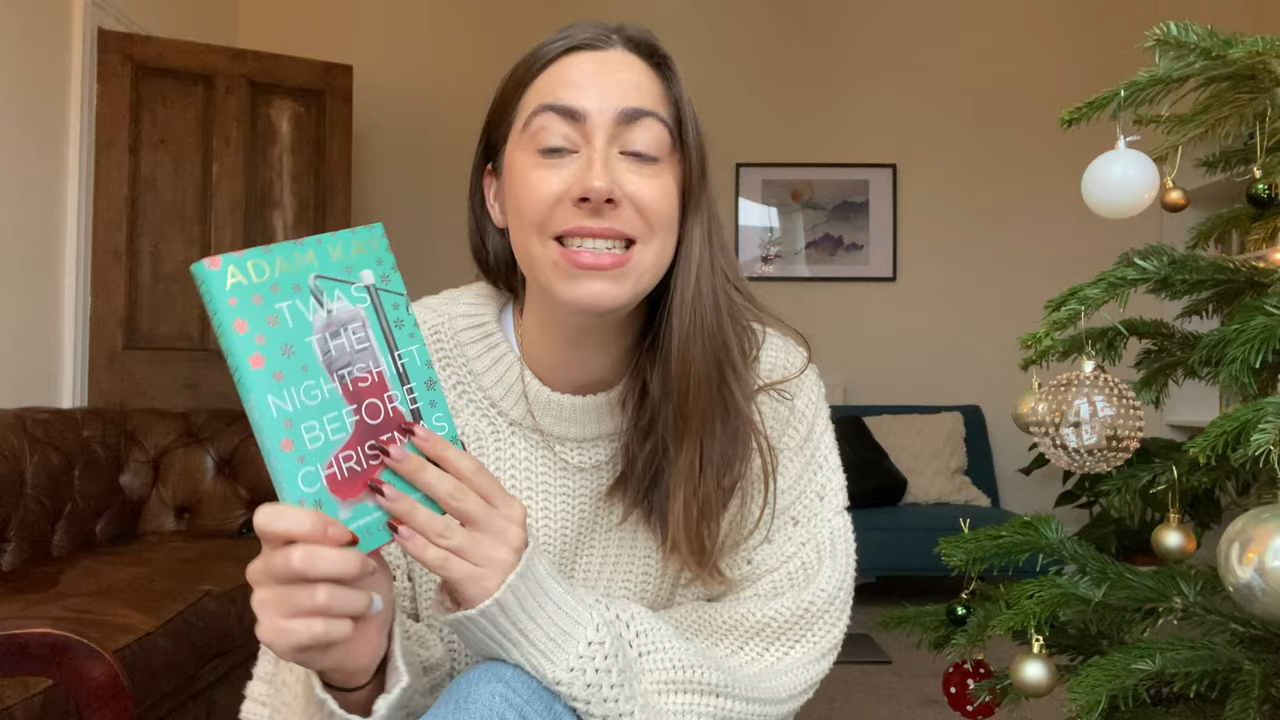 ADAM KAY
TWAS
THE
NIGHTSHIFT
BEFORE
CHRISTMAS